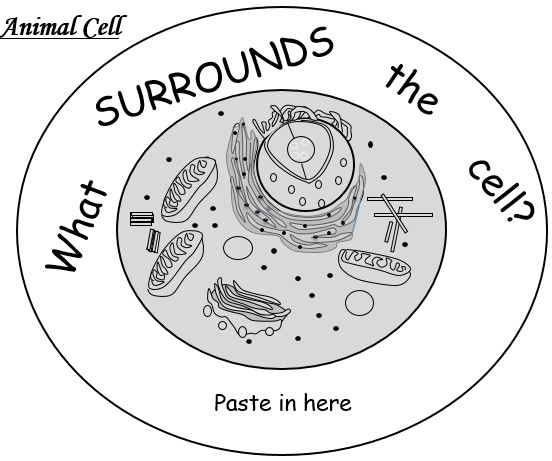 Animal Cell
What SURROUNDS the cell?
Paste in here